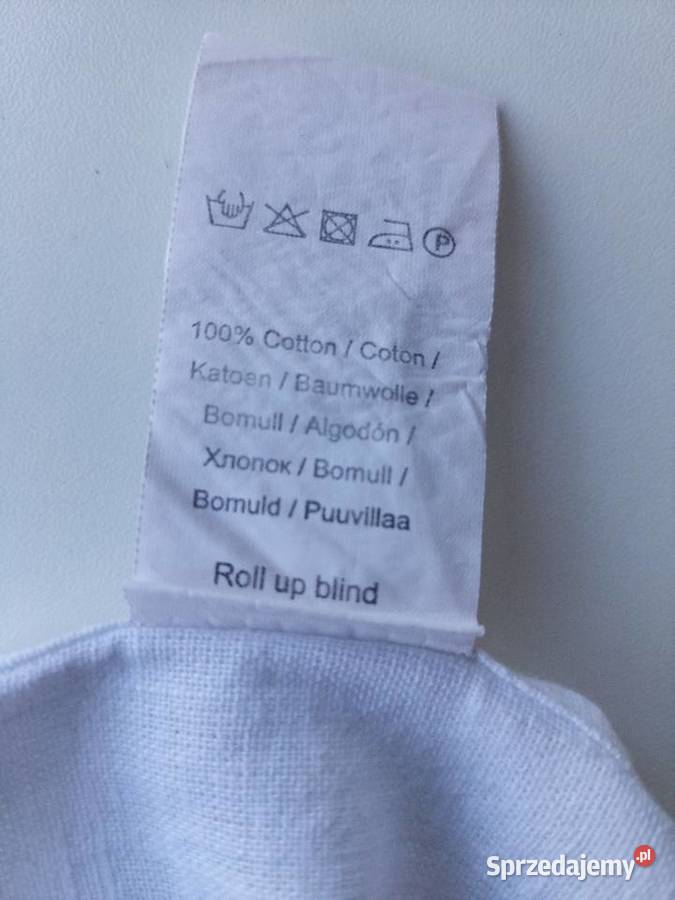 P
100% Cotton / Coton /
Katoen / Baumwolle /
Bomull / Algodón /
Хлопок / Bomull /
Bomuld / Puuvillaa
Roll up blind
Sprzedajemy.pl